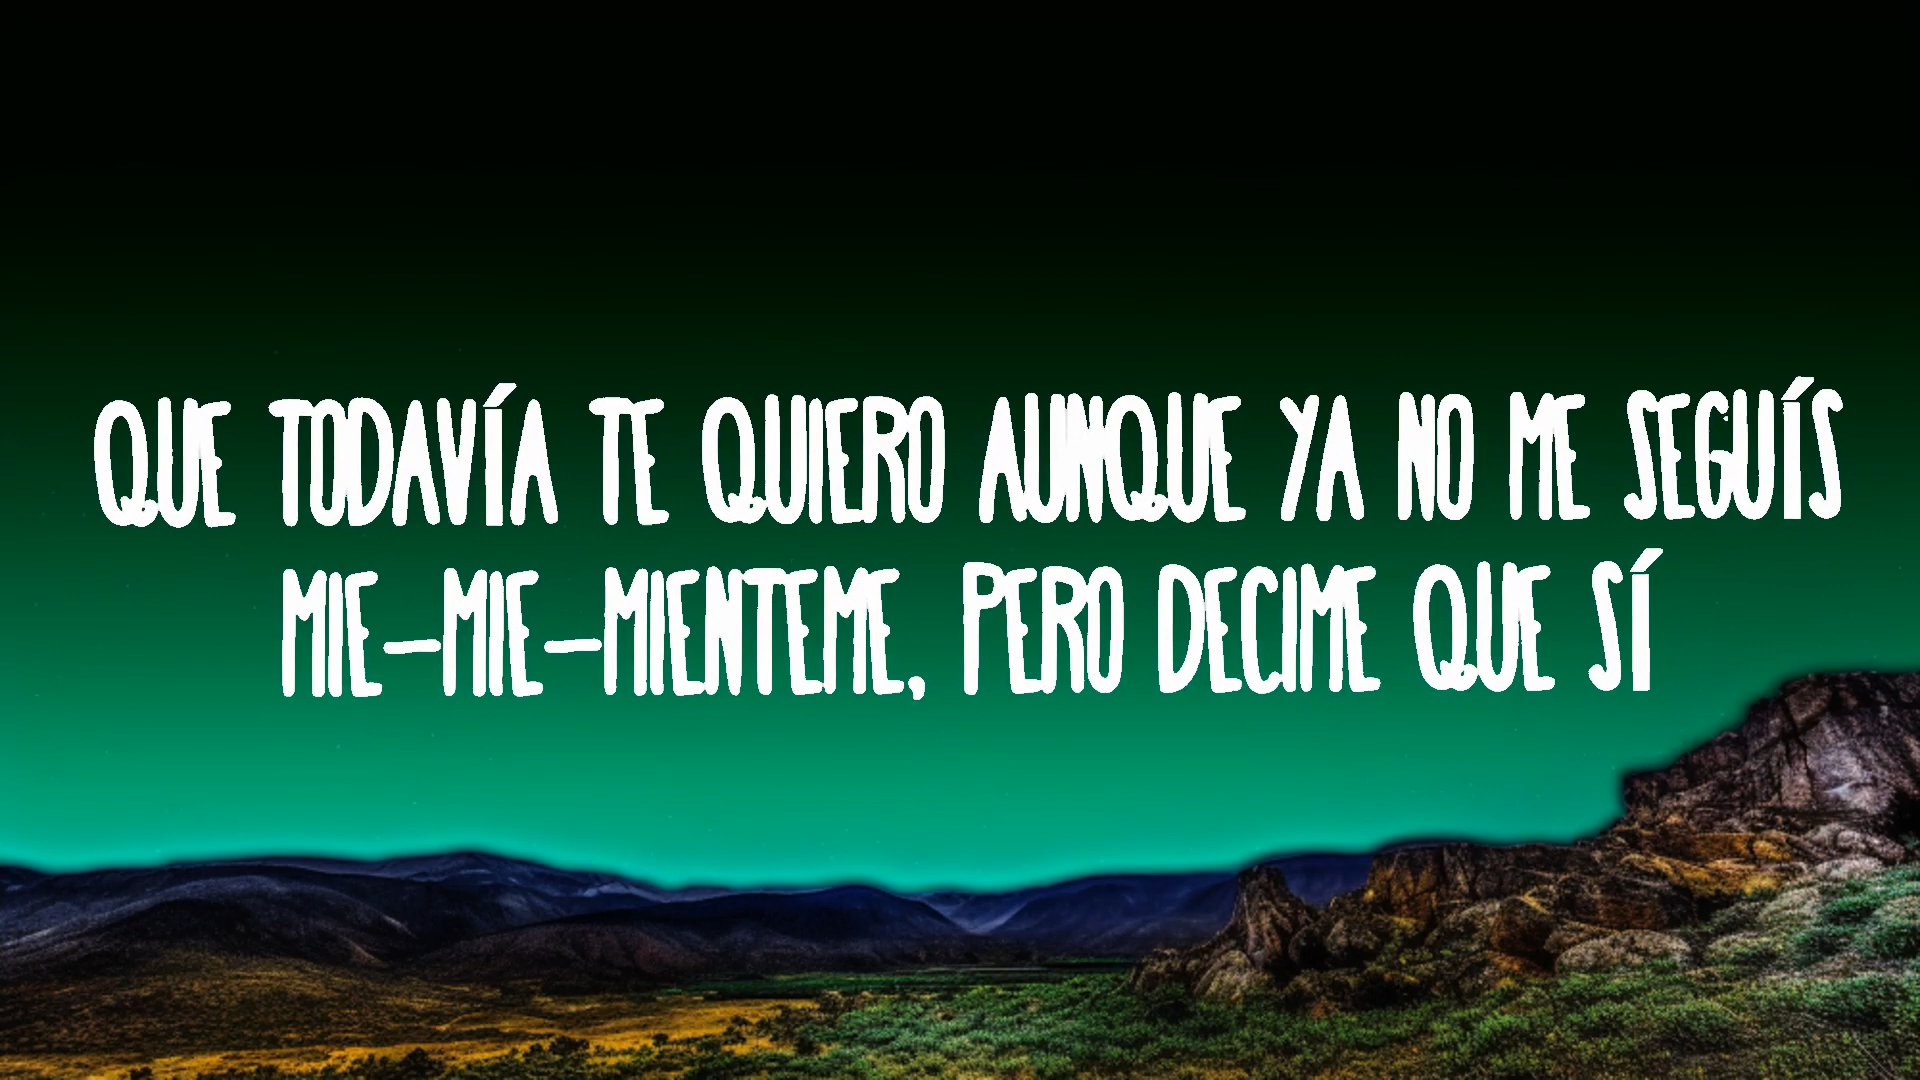 QUE TODAVÍA TE QUIERO AUNQUE YA NO ME SEGUÍS
MIE-MIE-MIENTEME, PERO DECIME QUE SÍ